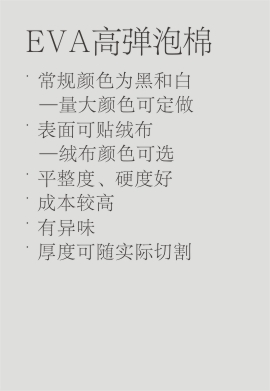 EVA高弹泡棉
· 常规颜色为黑和白
—量大颜色可定做
· 表面可贴绒布
—绒布颜色可选
· 平整度、硬度好
· 成本较高
· 有异味
· 厚度可随实际切割